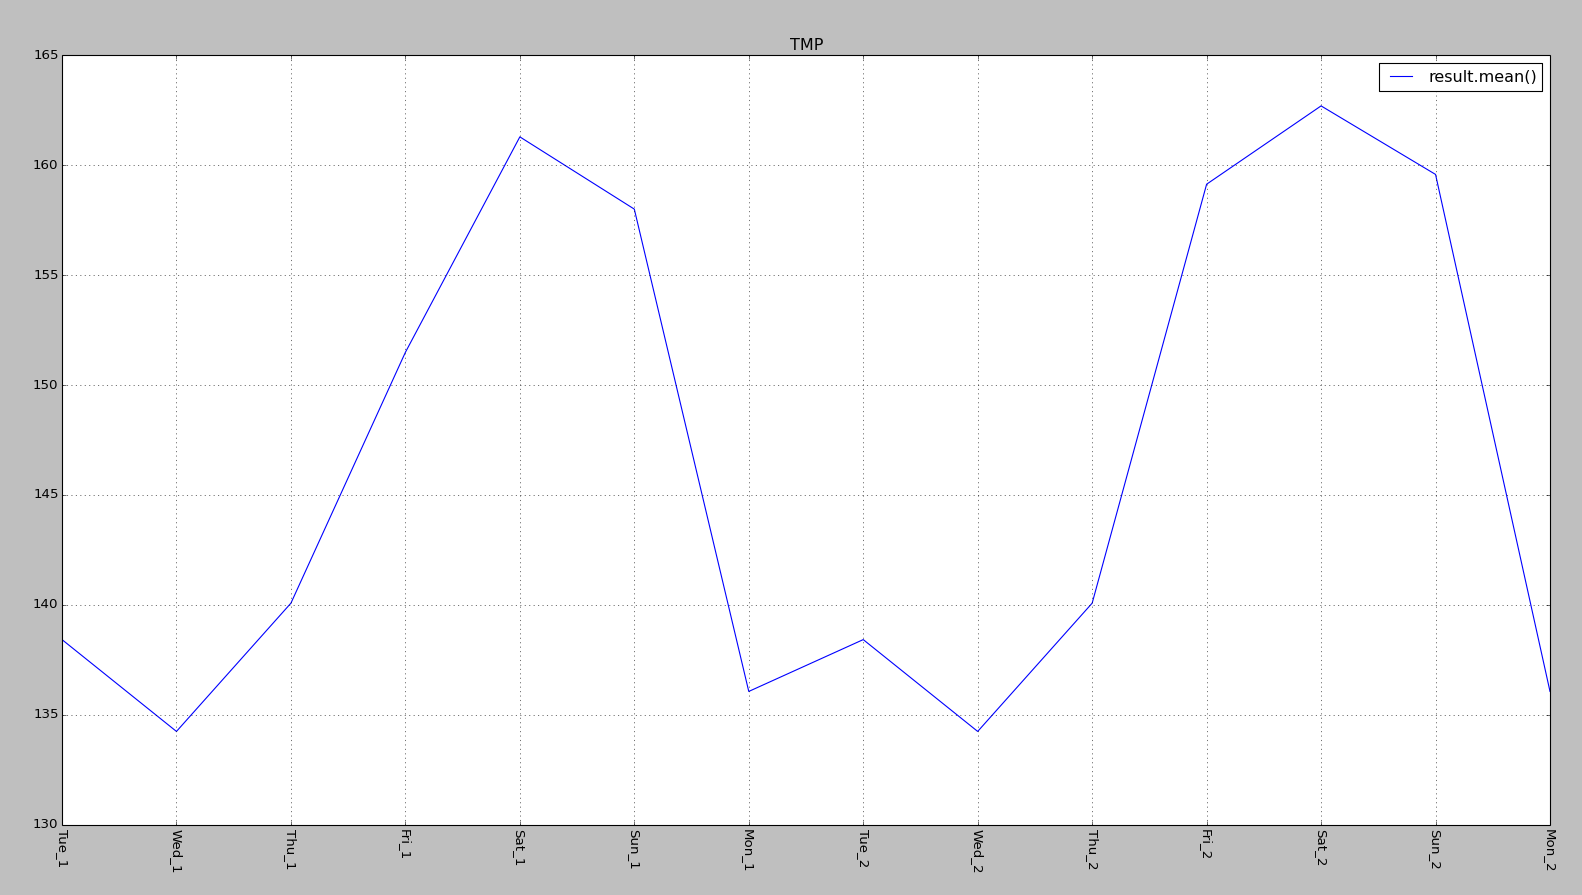 TMP
result.mean()
165
160
155
150
145
140
135
130
Tue_1
Wed_1
Thu_1
Fri_1
Sat_1
Sun_1
Mon_1
Tue_2
Wed_2
Thu_2
Fri_2
Sat_2
Sun_2
Mon_2